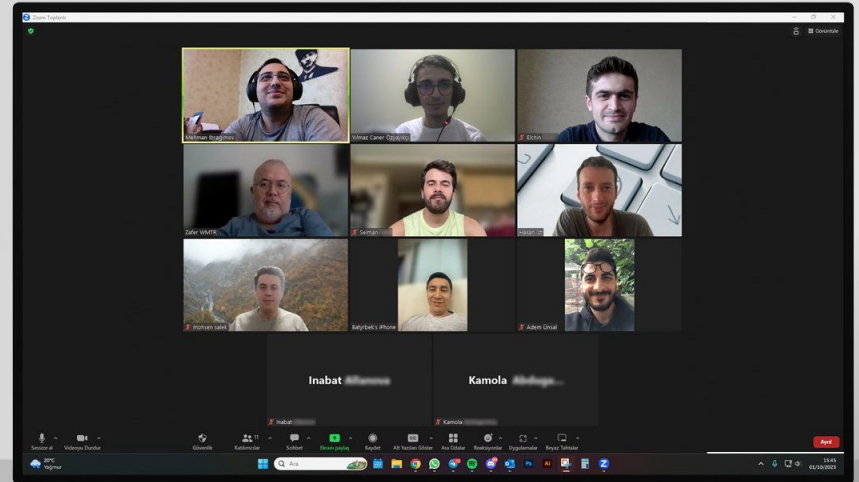 Zoom Toplantı
Görüntüle
Mehman Ibragimov
Yılmaz Caner Özyayıkçı
Elchin
Zafer WMTR
Selman
Hasan
mohsen salek
Batyrbek's iPhone
Adem Ünsal
Inabat
Kamola
Inabat
Kamola
Sessize al
Videoyu Durdur
Güvenlik
Katılımcılar
11
Sohbet
Ekranı paylaş
Kaydet
Alt Yazıları Göster
Ara Odalar
Reaksiyonlar
Uygulamalar
Beyaz Tahtalar
Ayrıl
20°C
Yağmur
Ara
15:45
01/10/2023